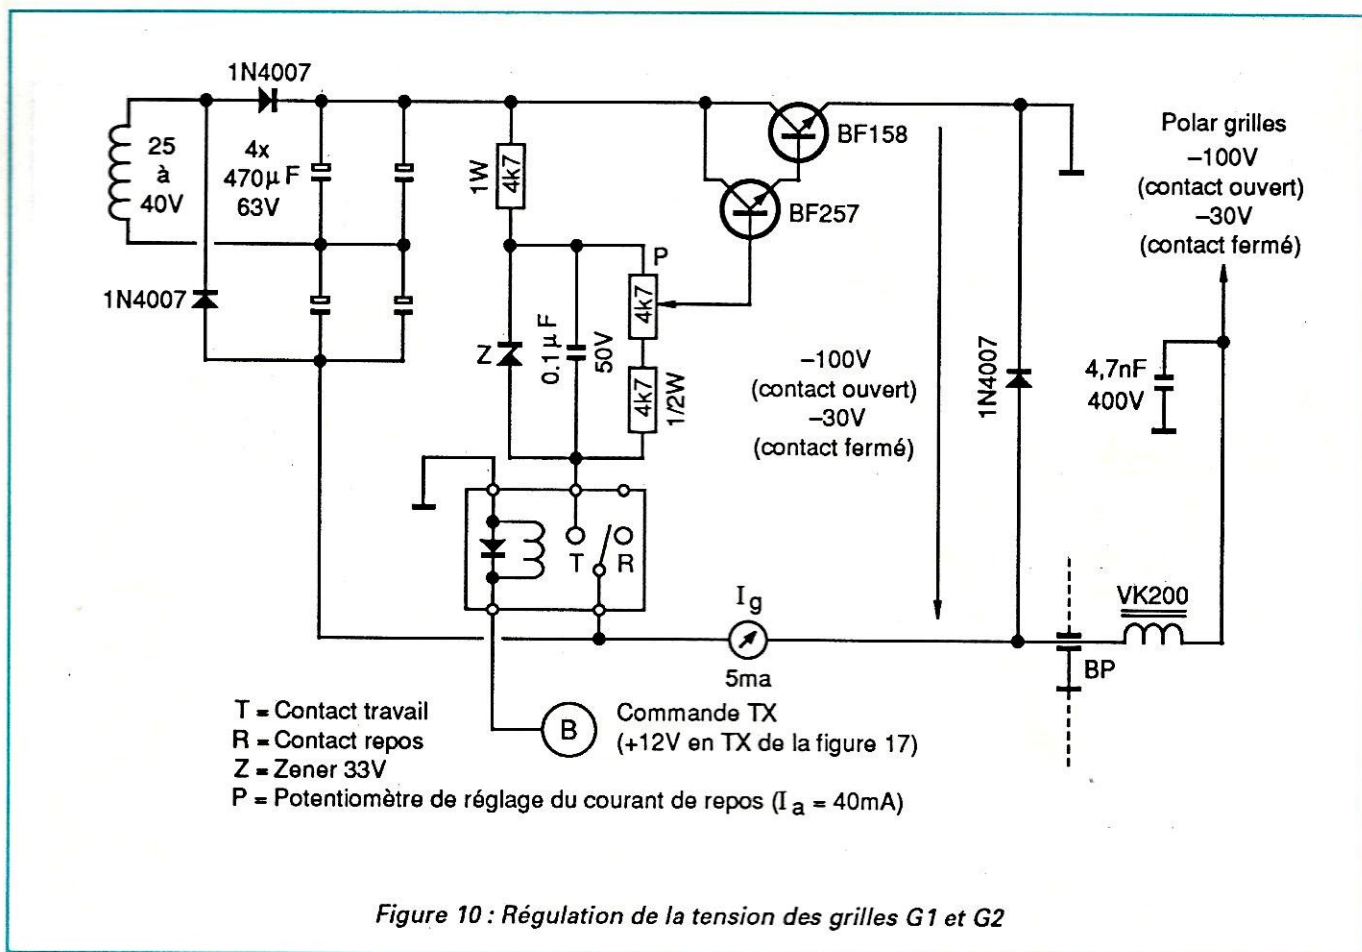 1N4007
25
à
40V
4x
470µF
63V
1N4007
1W
4k7
BF158
BF257
P
4k7
Z
0.1µF
50V
4k7
1/2W
–100V
(contact ouvert)
–30V
(contact fermé)
1N4007
Polar grilles
–100V
(contact ouvert)
–30V
(contact fermé)
4,7nF
400V
T
R
Ig
5ma
VK200
BP
B
Commande TX
(+12V en TX de la figure 17)
T = Contact travail
R = Contact repos
Z = Zener 33V
P = Potentiomètre de réglage du courant de repos (Ia = 40mA)
Figure 10 : Régulation de la tension des grilles G1 et G2